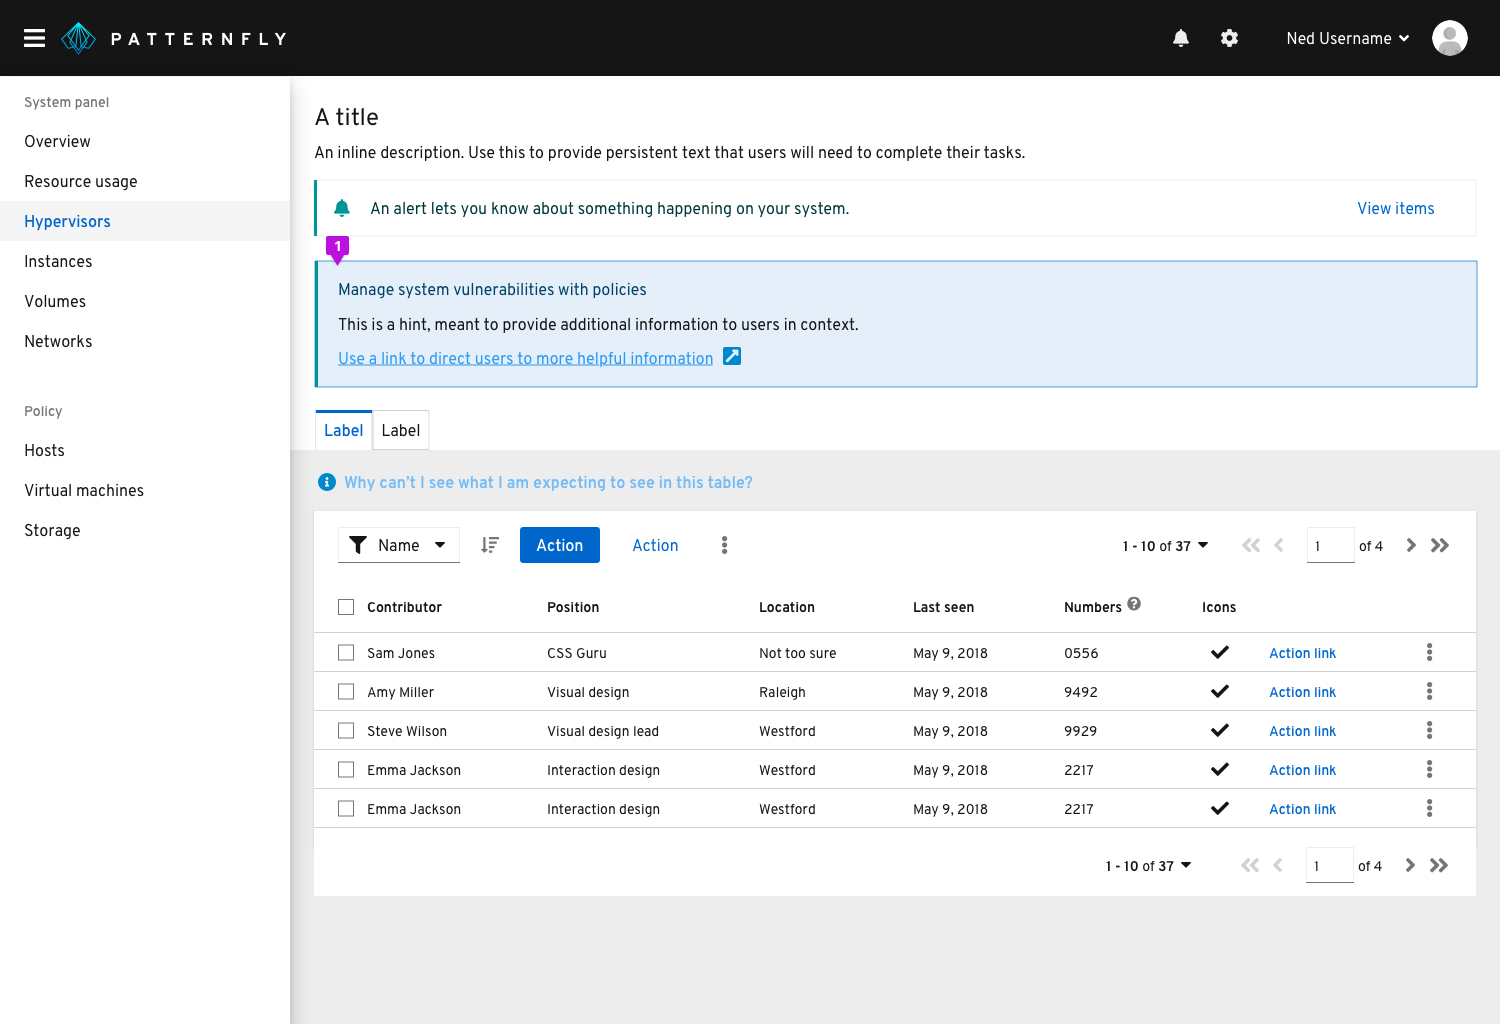 PATTERNFLY
Ned Username
System panel
Overview
Resource usage
Hypervisors
Instances
Volumes
Networks
Policy
Hosts
Virtual machines
Storage
A title
An inline description. Use this to provide persistent text that users will need to complete their tasks.
An alert lets you know about something happening on your system. View items
1
Manage system vulnerabilities with policies
This is a hint, meant to provide additional information to users in context.
Use a link to direct users to more helpful information
Label Label
Why can't I see what I am expecting to see in this table?
Name Action Action 1 - 10 of 37 1 of 4
Contributor Position Location Last seen Numbers Icons
Sam Jones CSS Guru Not too sure May 9, 2018 0556 Action link
Amy Miller Visual design Raleigh May 9, 2018 9492 Action link
Steve Wilson Visual design lead Westford May 9, 2018 9929 Action link
Emma Jackson Interaction design Westford May 9, 2018 2217 Action link
Emma Jackson Interaction design Westford May 9, 2018 2217 Action link
1 - 10 of 37 1 of 4